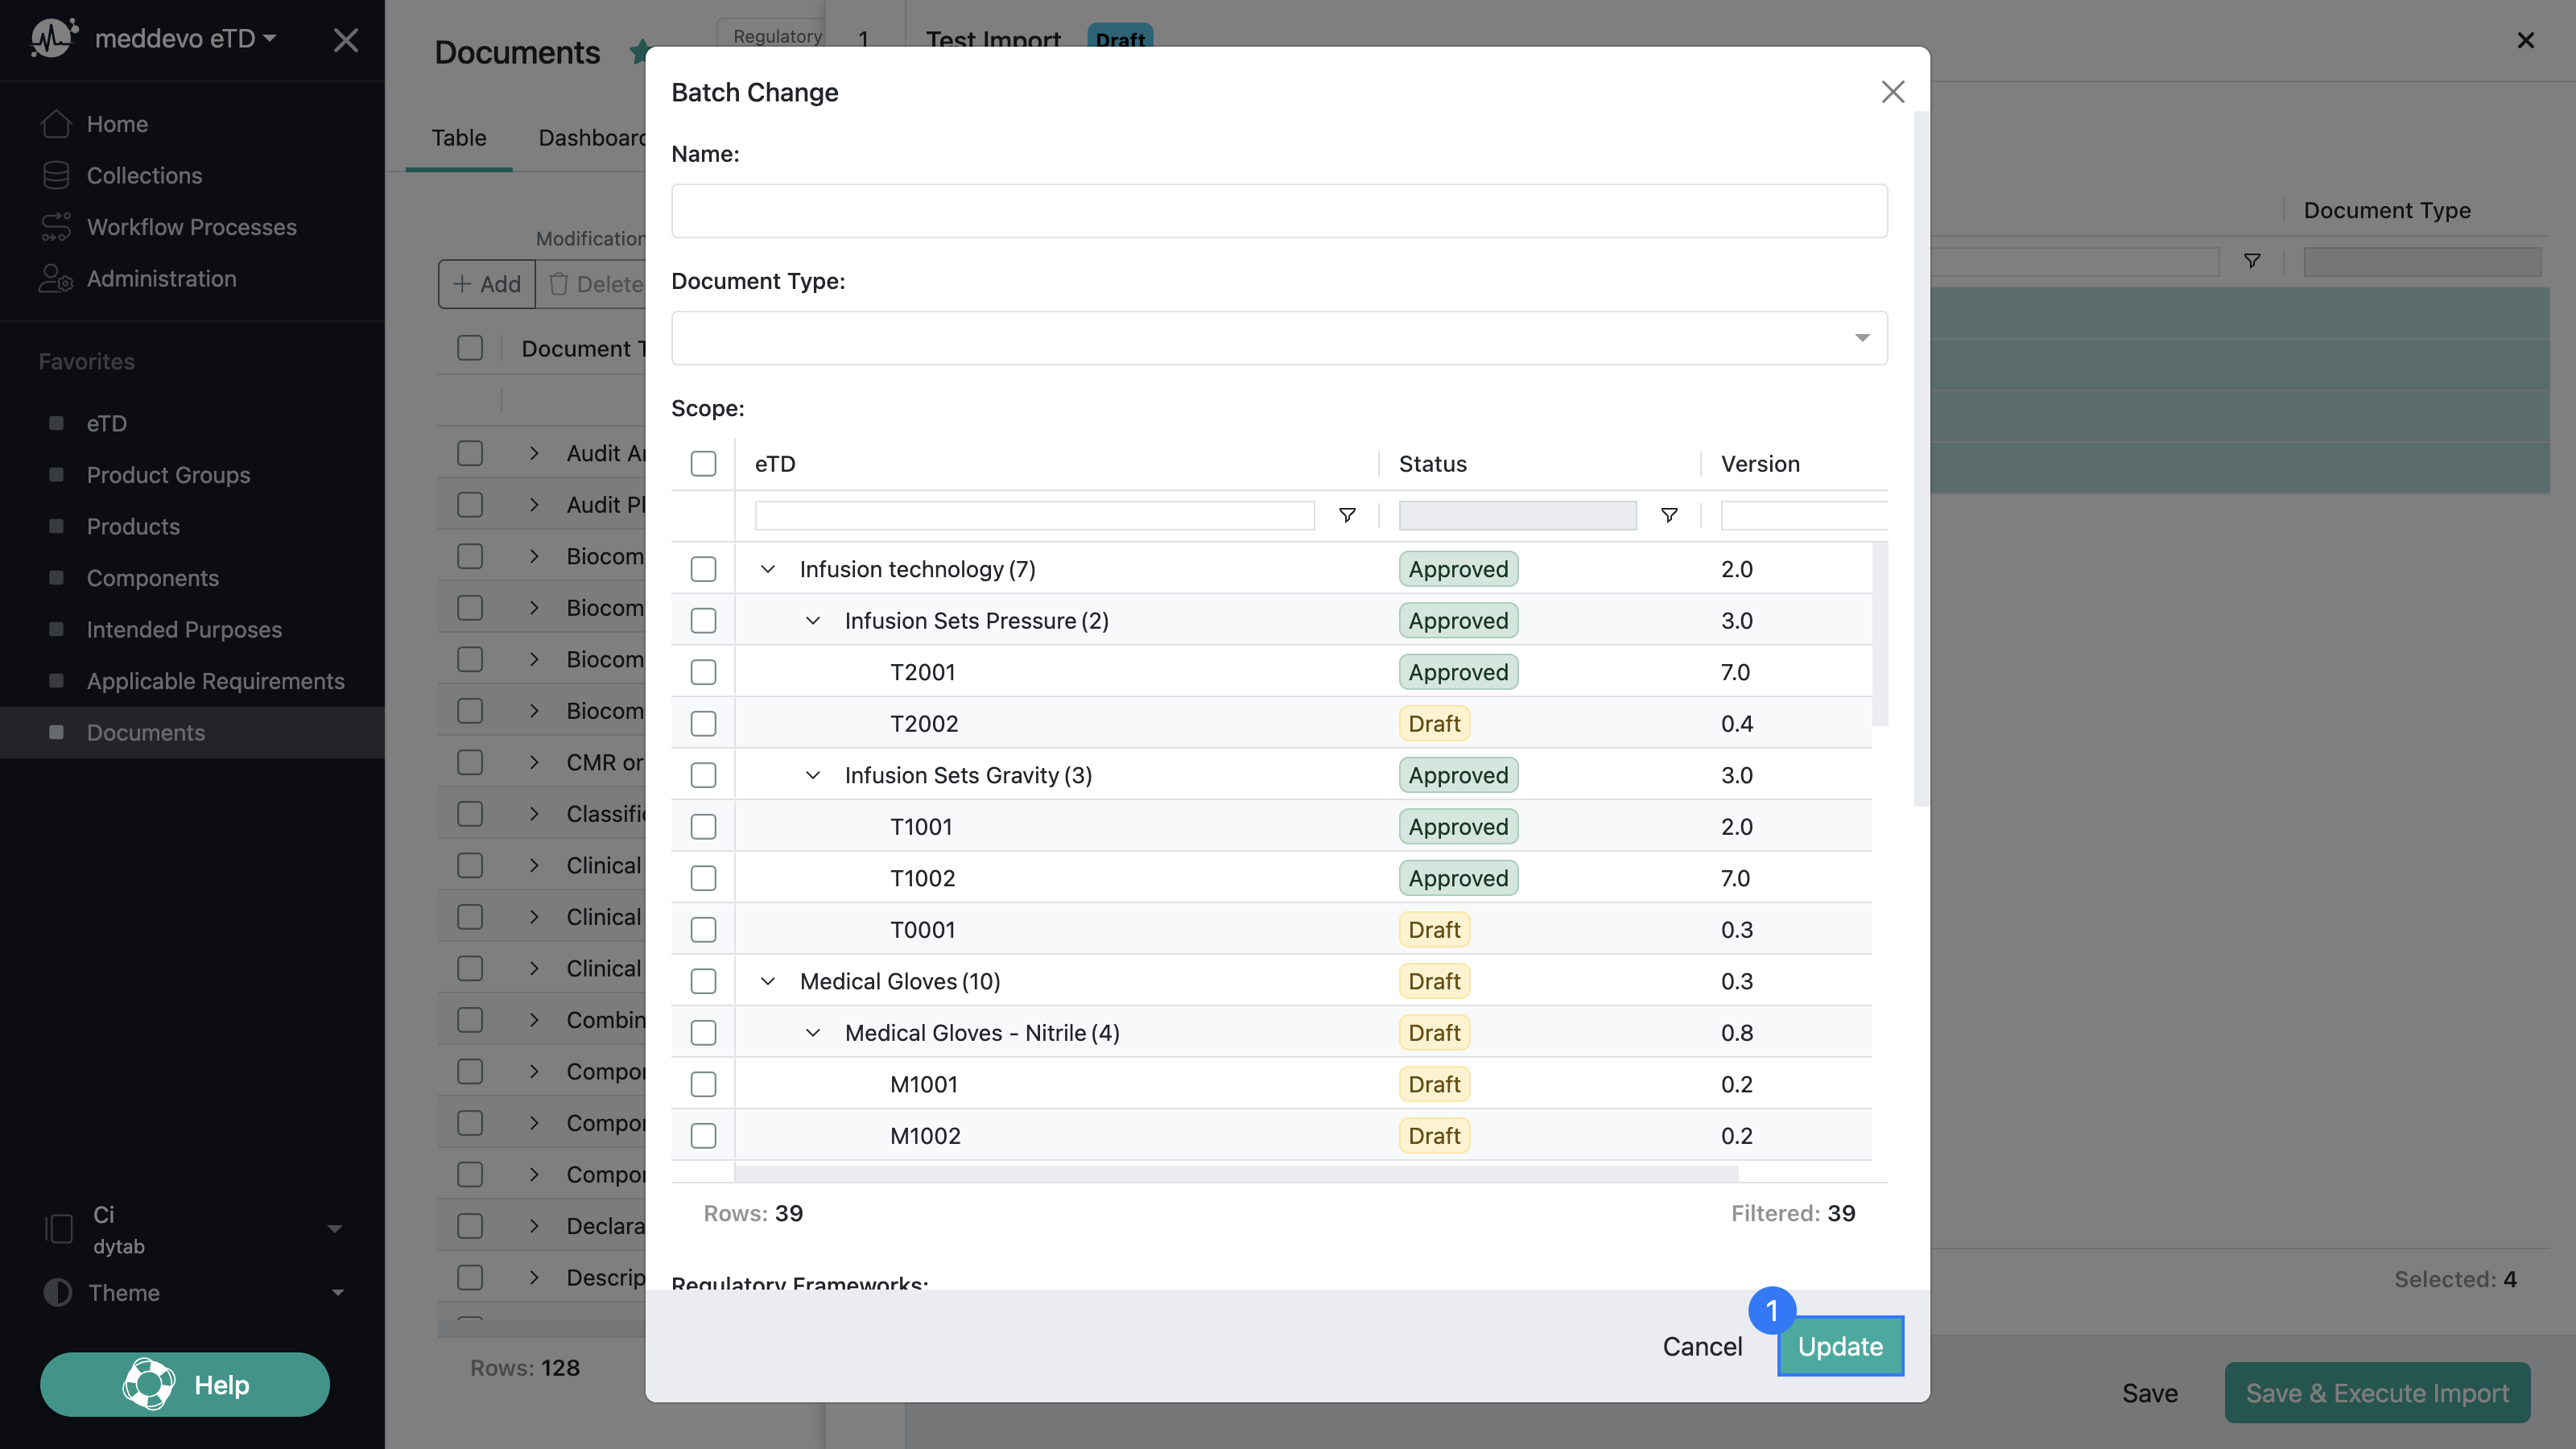 meddevo eTD
Home
Collections
Workflow Processes
Administration
Favorites
eTD
Product Groups
Products
Components
Intended Purposes
Applicable Requirements
Documents
Ci
dytab
Theme
Help
Documents
Regulatory
Table
Dashboard
Modification
Add
Delete
Document T
Audit A
Audit Pl
Biocom
Biocom
Biocom
Biocom
CMR or
Classific
Clinical
Clinical
Clinical
Combin
Compon
Compon
Compon
Declara
Descrip
Rows: 128
1
Test Import
Draft
Document Type
Selected: 4
Save
Save & Execute Import
Batch Change
Name:
Document Type:
Scope:
eTD Status Version
Infusion technology (7) Approved 2.0
Infusion Sets Pressure (2) Approved 3.0
T2001 Approved 7.0
T2002 Draft 0.4
Infusion Sets Gravity (3) Approved 3.0
T1001 Approved 2.0
T1002 Approved 7.0
T0001 Draft 0.3
Medical Gloves (10) Draft 0.3
Medical Gloves - Nitrile (4) Draft 0.8
M1001 Draft 0.2
M1002 Draft 0.2
Rows: 39 Filtered: 39
Regulatory Frameworks:
1
Cancel Update